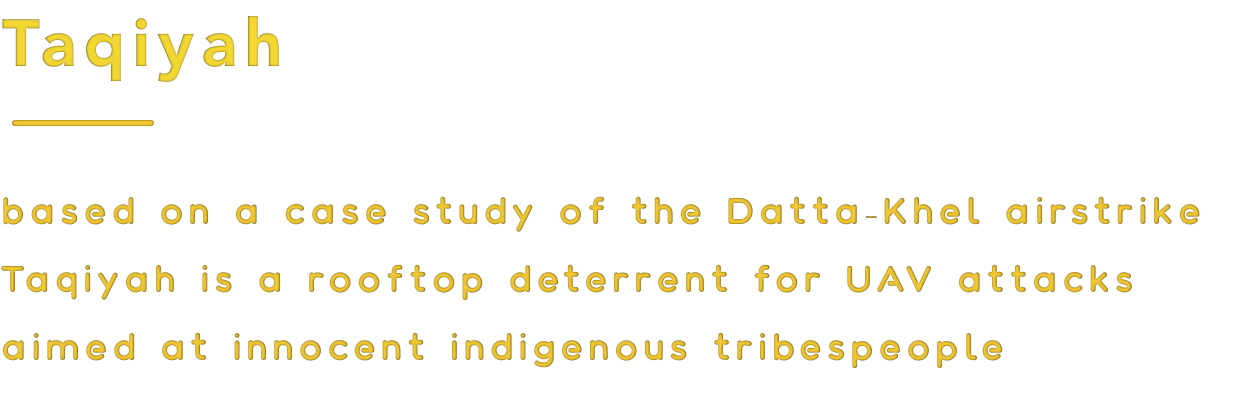 Taqiyah
based on a case study of the Datta-Khel airstrike
Taqiyah is a rooftop deterrent for UAV attacks
aimed at innocent indigenous tribespeople